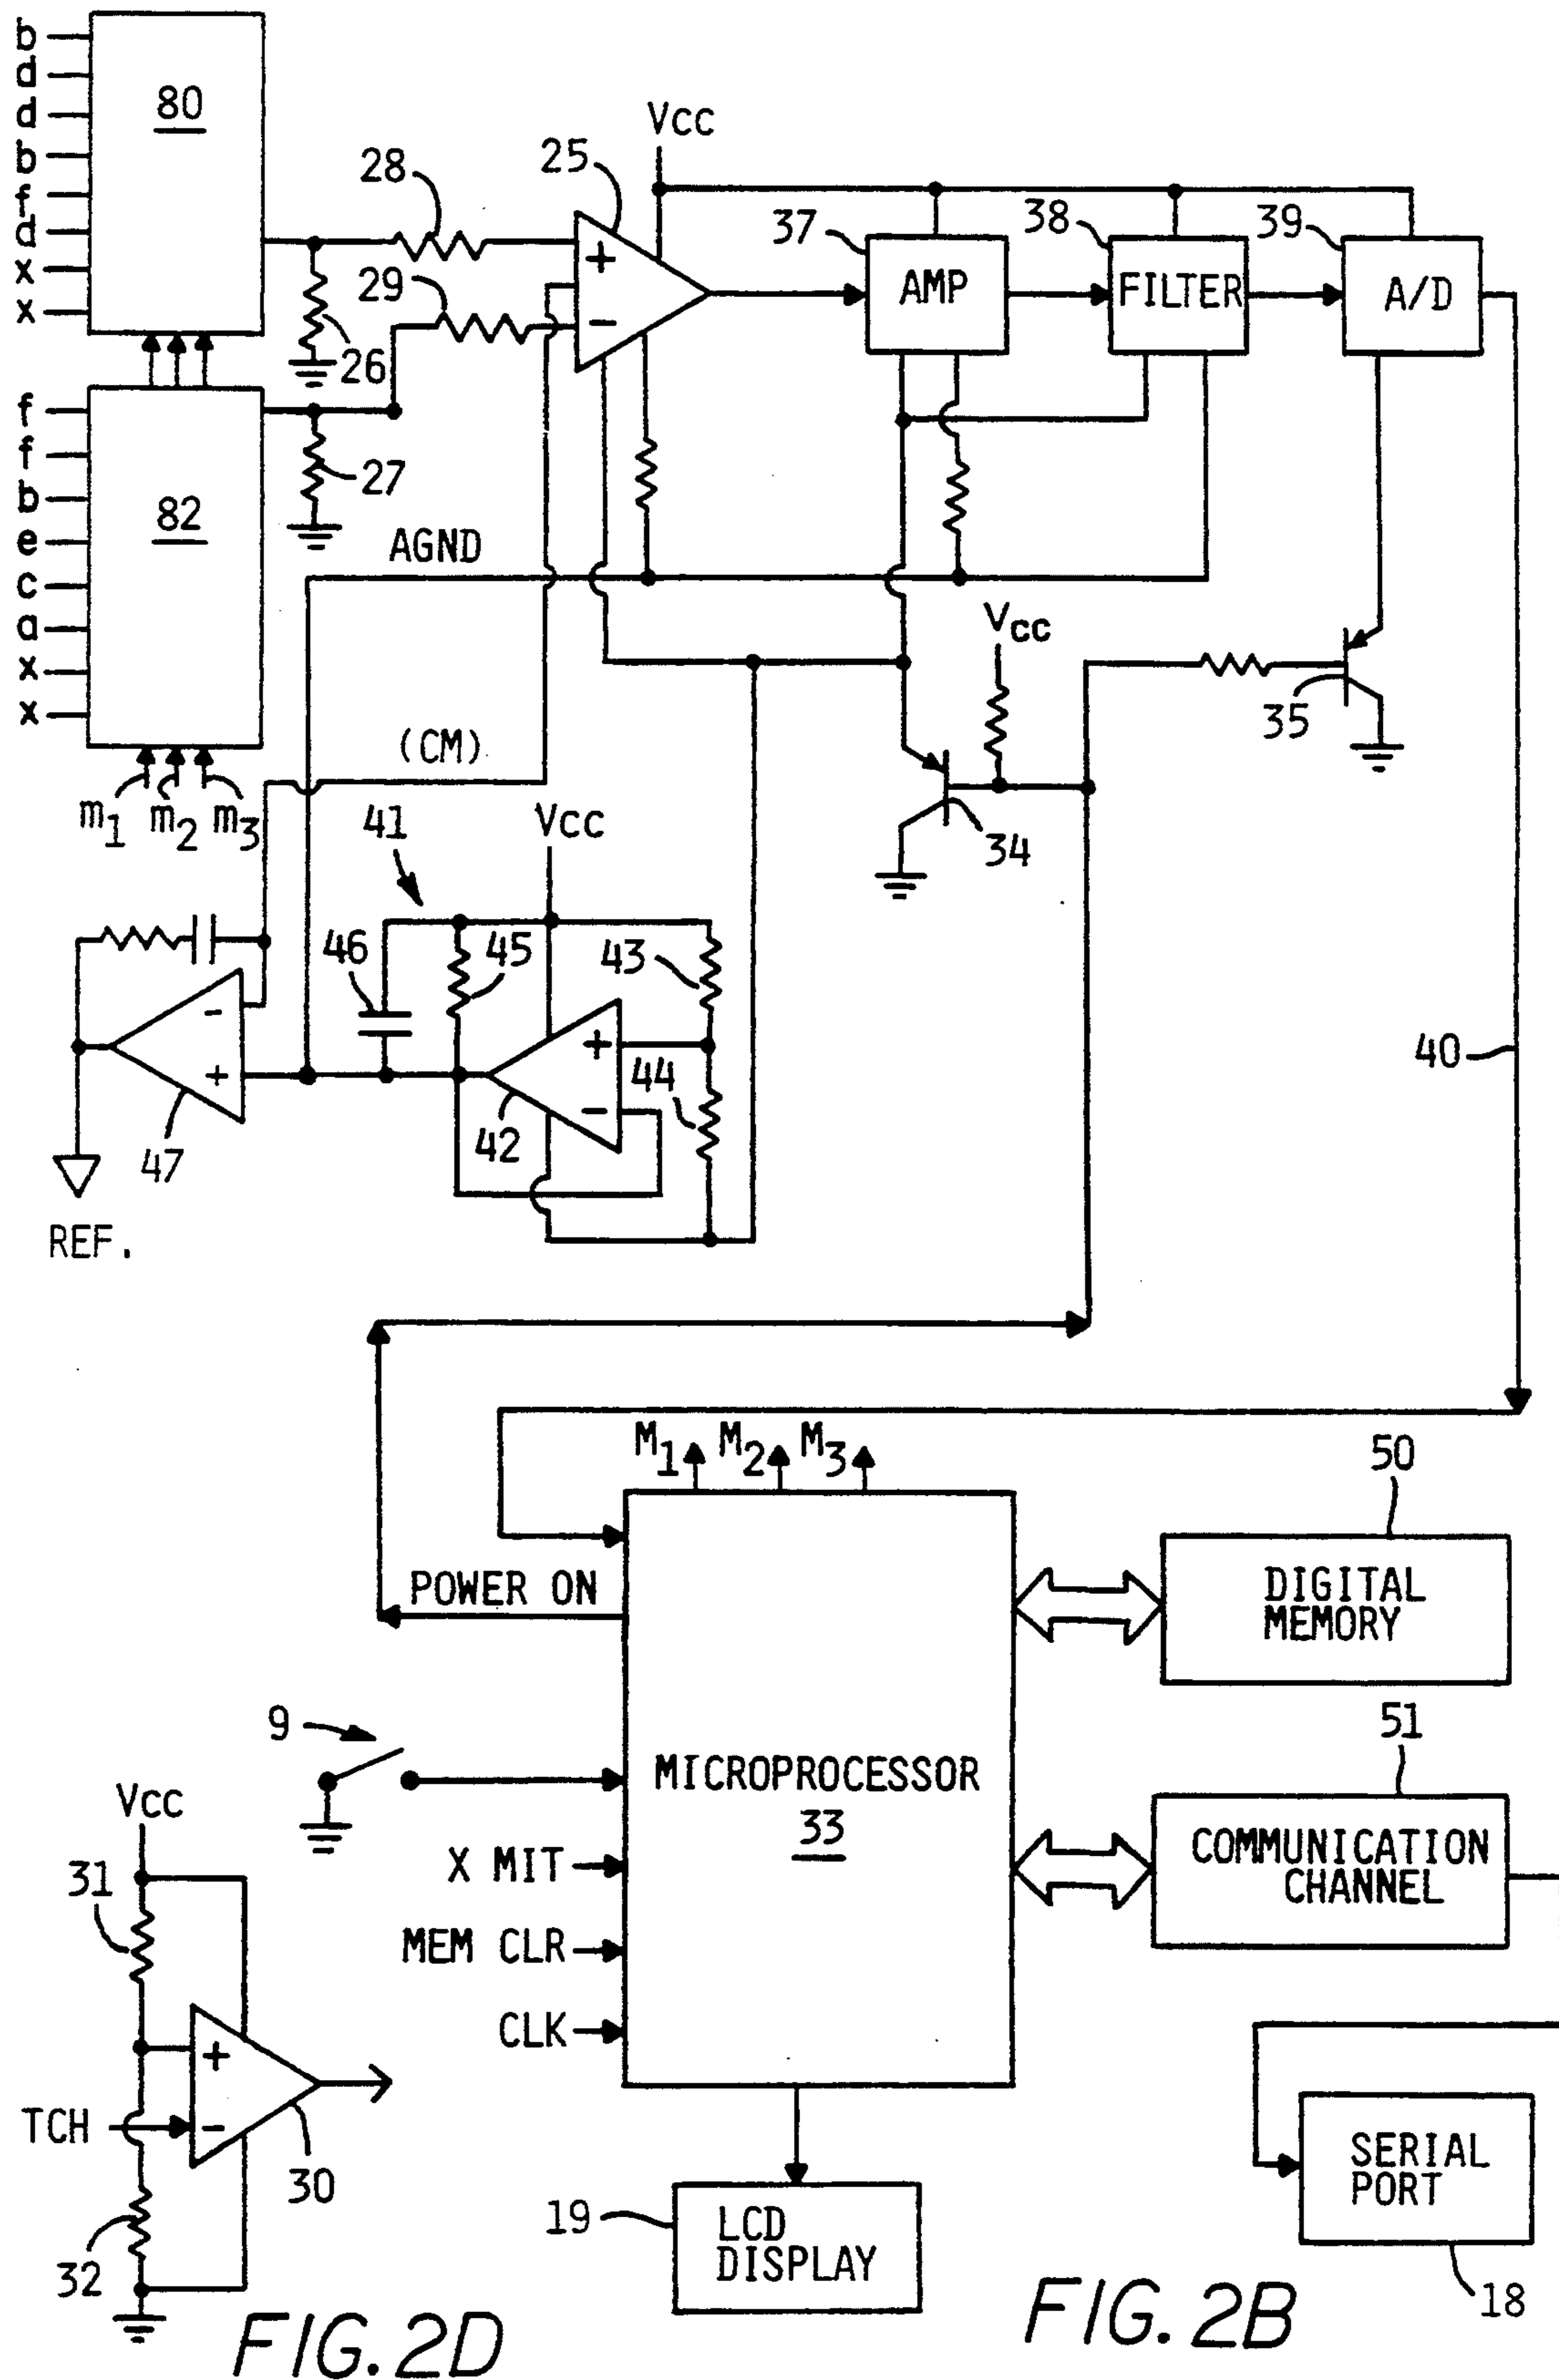 b
d
d
b
f
d
x
x
80
f
f
b
e
c
a
x
x
82
m1 m2 m3
28
29
26
27
25
Vcc
37
AMP
38
FILTER
39
A/D
AGND
(CM)
Vcc
34
35
40
41
Vcc
46
45
43
44
42
47
REF.
M1 M2 M3
POWER ON
9
X MIT
MEM CLR
CLK
MICROPROCESSOR
33
50
DIGITAL
MEMORY
51
COMMUNICATION
CHANNEL
SERIAL
PORT
18
19
LCD
DISPLAY
Vcc
31
+
-
TCH
30
32
FIG. 2D
FIG. 2B